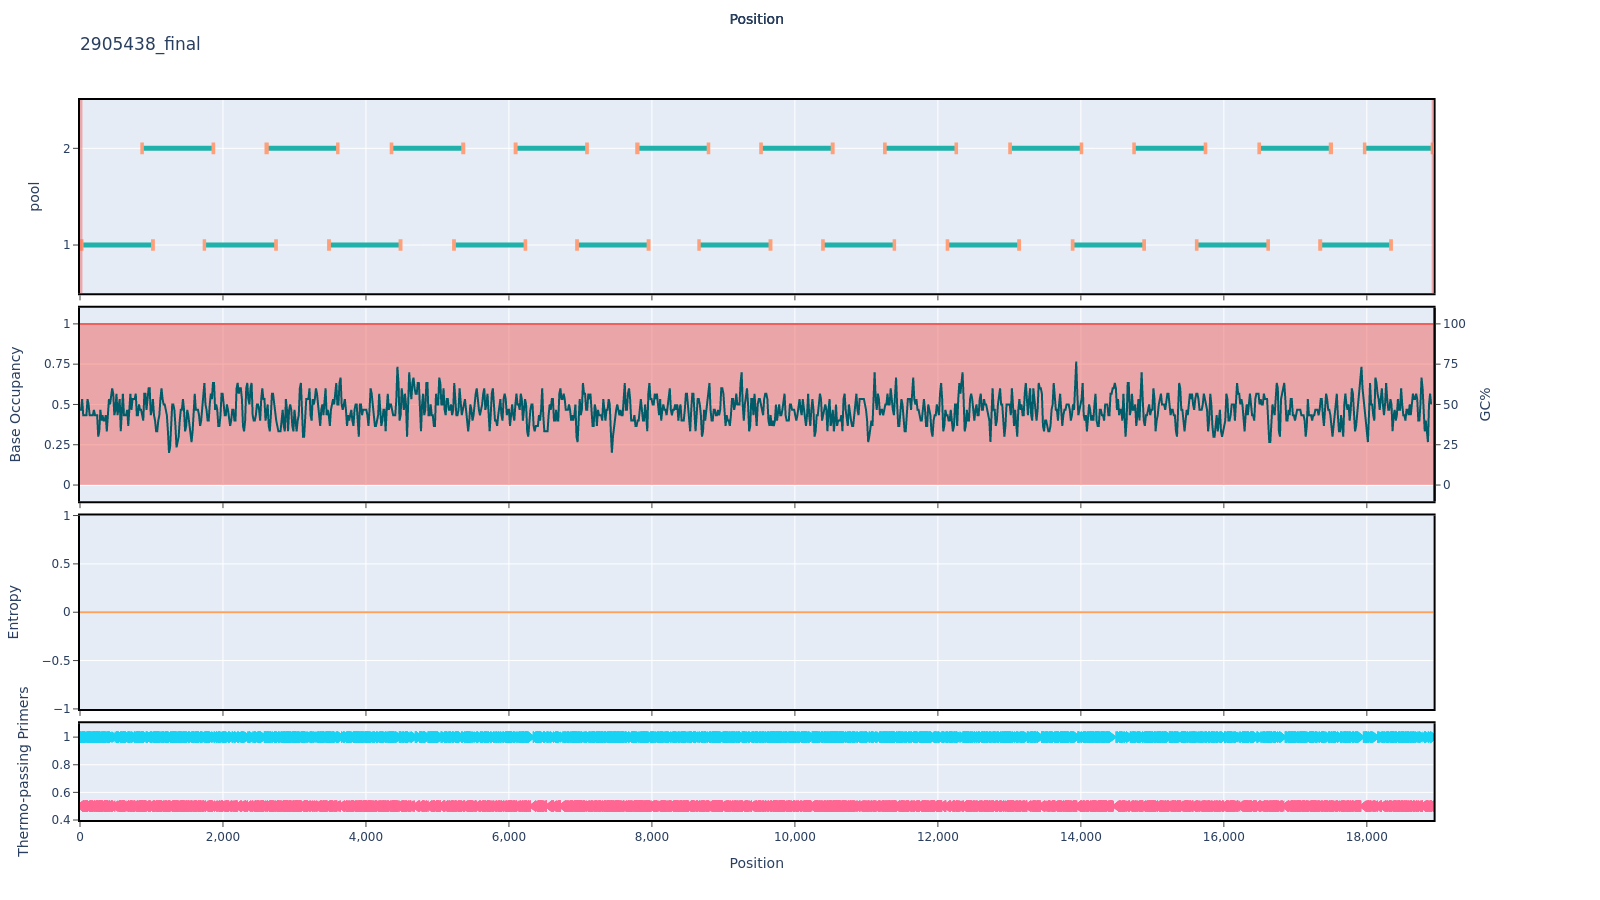 Position
2905438_final
pool
2
1
Base Occupancy
1
0.75
0.5
0.25
0
100
75
50
25
0
GC%
Entropy
1
0.5
0
−0.5
−1
Thermo-passing Primers
1
0.8
0.6
0.4
0 2,000 4,000 6,000 8,000 10,000 12,000 14,000 16,000 18,000
Position